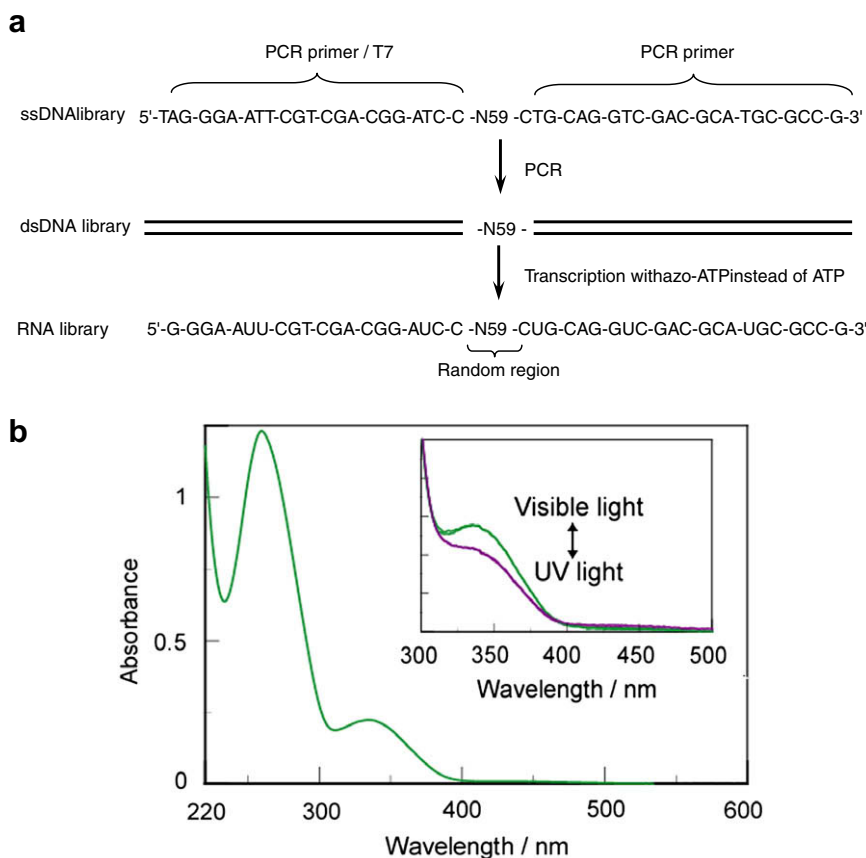 a
PCR primer / T7 PCR primer
ssDNAlibrary 5'-TAG-GGA-ATT-CGT-CGA-CGG-ATC-C -N59 -CTG-CAG-GTC-GAC-GCA-TGC-GCC-G-3'
PCR
dsDNA library -N59 -
Transcription withazo-ATPinstead of ATP
RNA library 5'-G-GGA-AUU-CGT-CGA-CGG-AUC-C -N59 -CUG-CAG-GUC-GAC-GCA-UGC-GCC-G-3'
Random region
b
Absorbance
1
0.5
0
220 300 400 500 600
Wavelength / nm
Visible light
UV light
300 350 400 450 500
Wavelength / nm